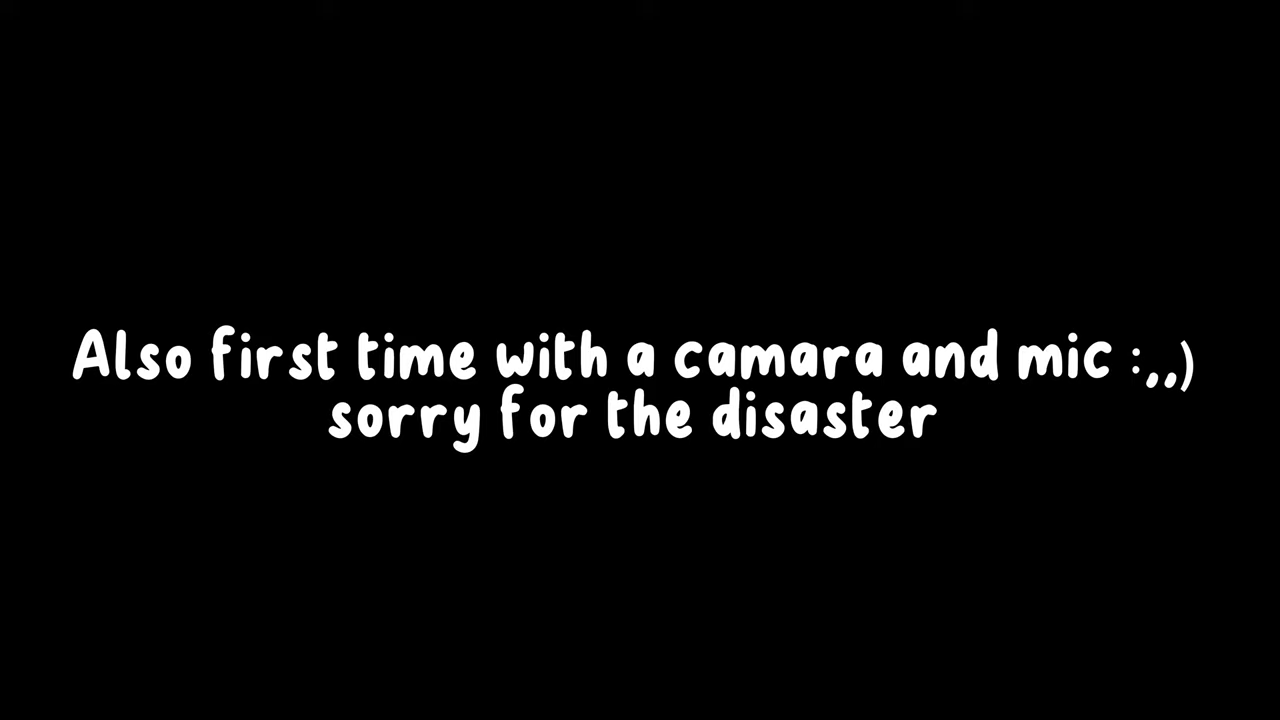 Also first time with a camara and mic :,,)
sorry for the disaster